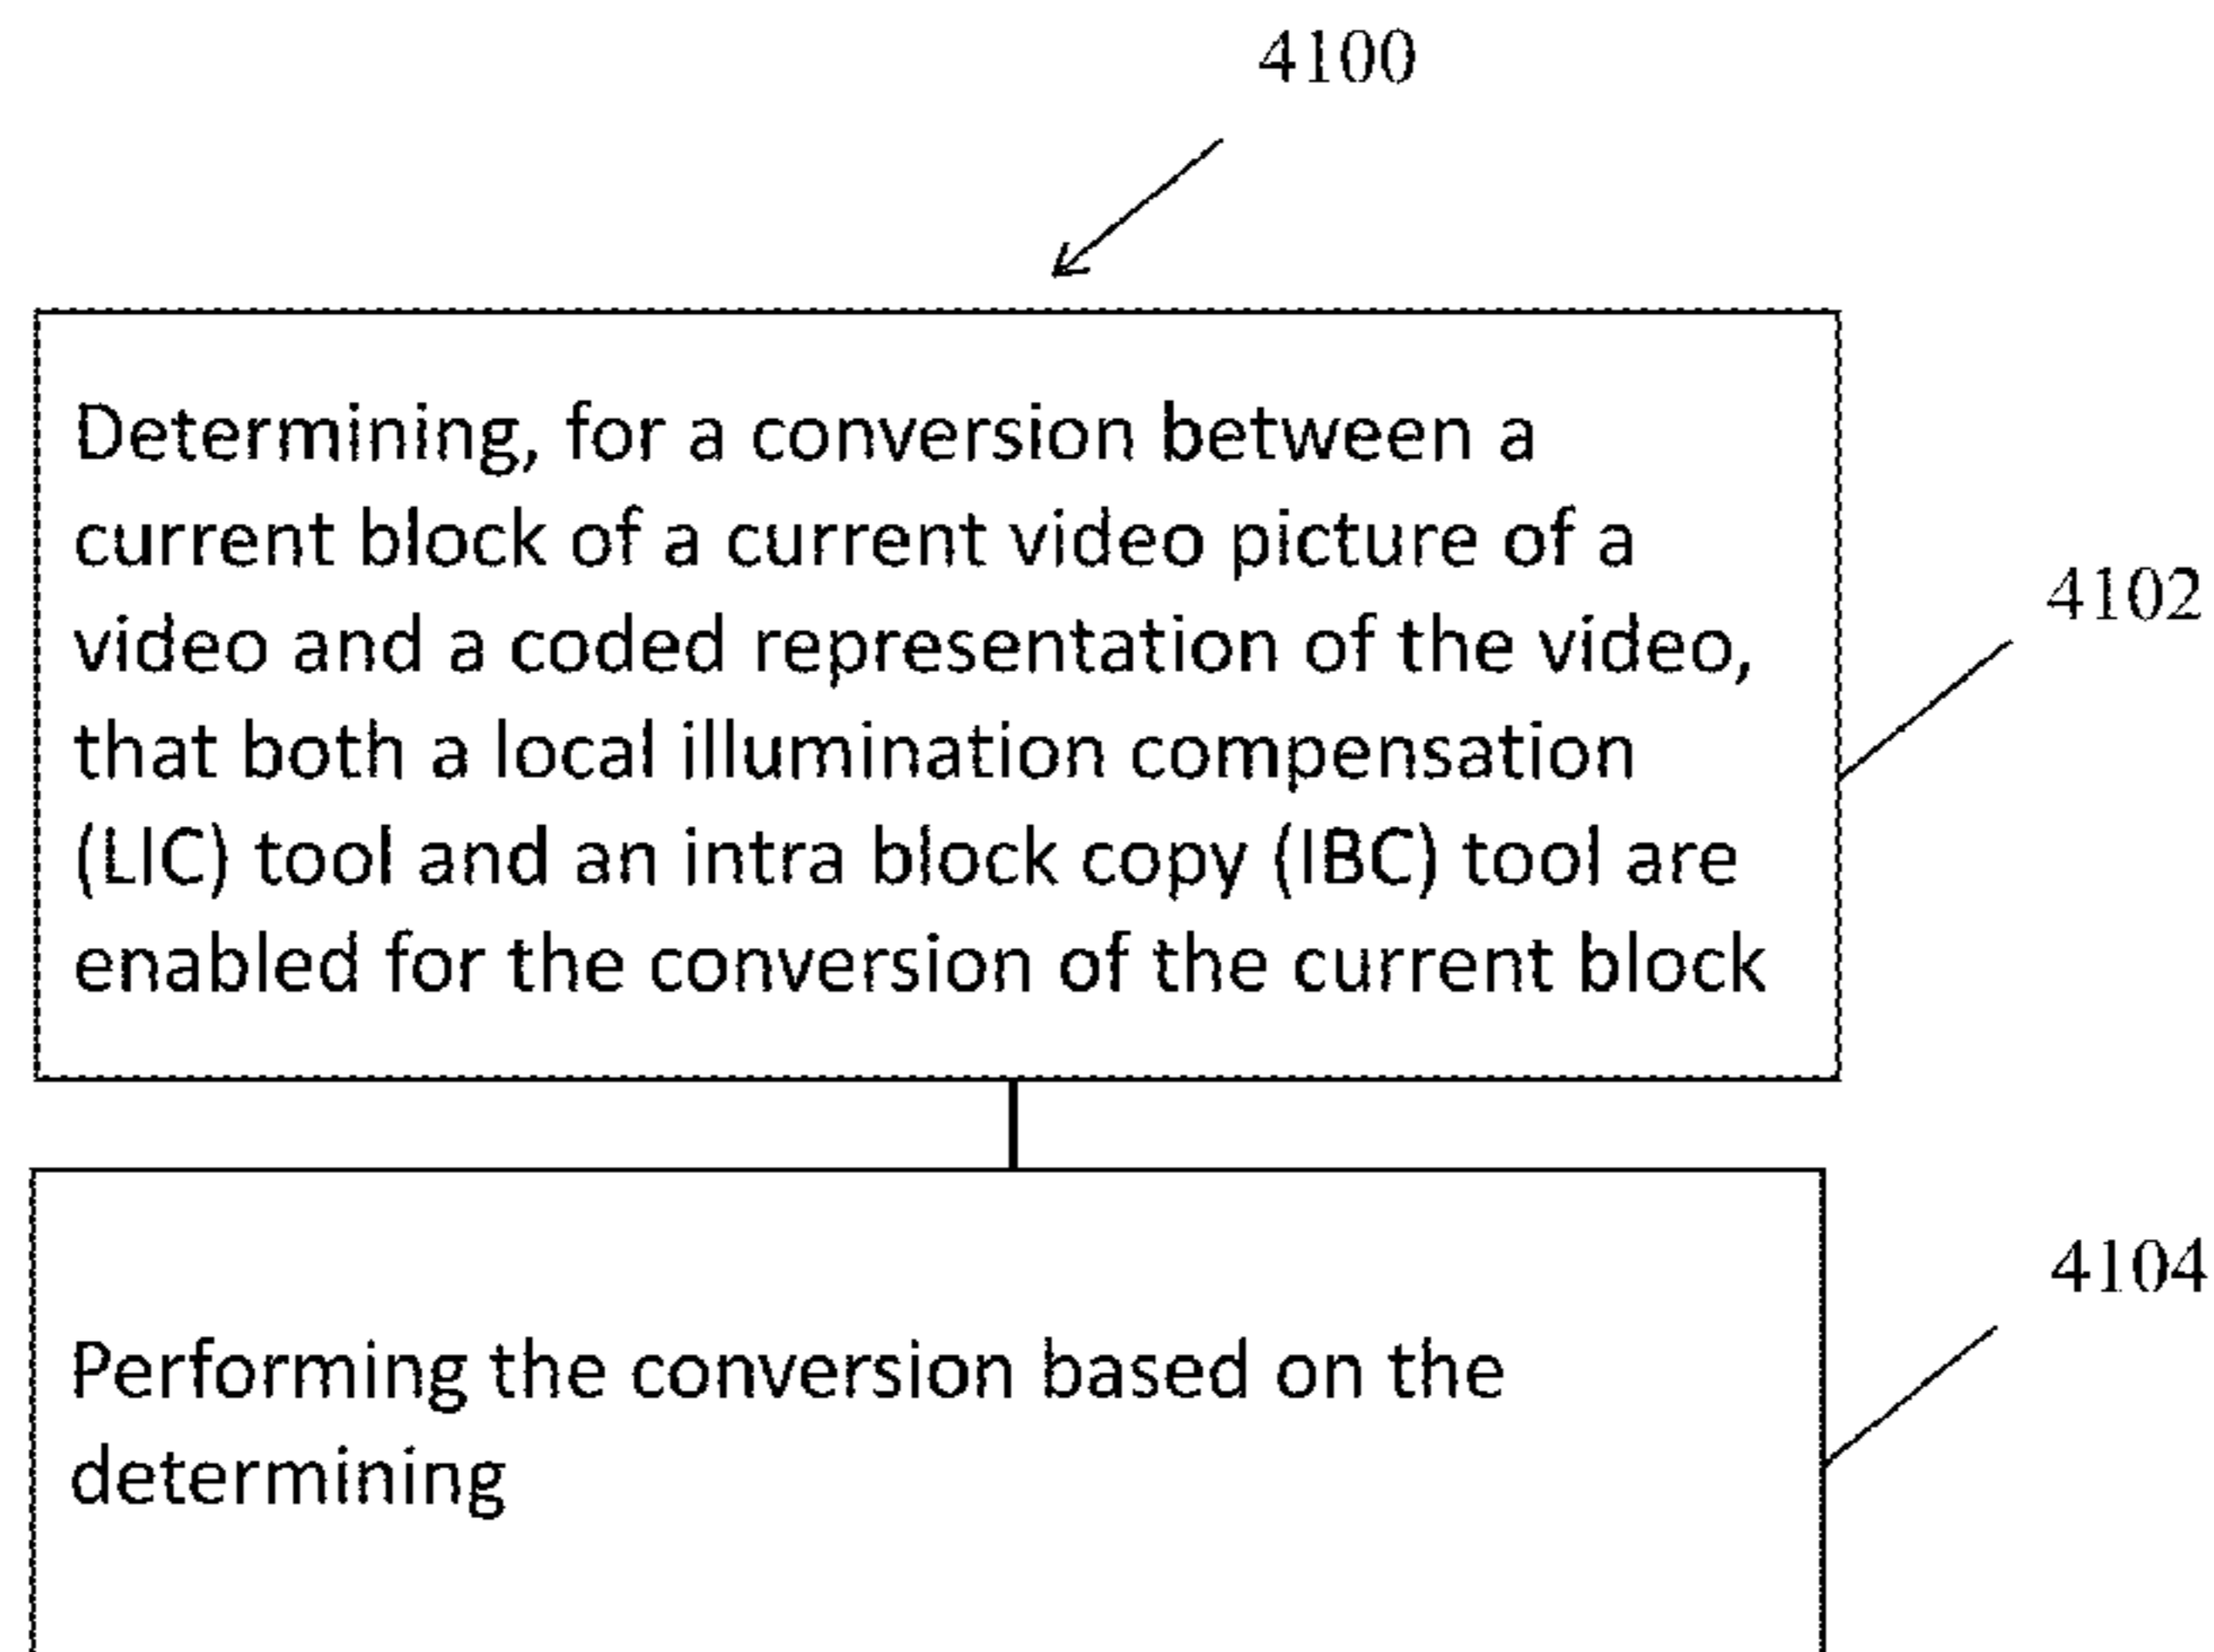 4100
Determining, for a conversion between a
current block of a current video picture of a
video and a coded representation of the video,
that both a local illumination compensation
(LIC) tool and an intra block copy (IBC) tool are
enabled for the conversion of the current block
4102
Performing the conversion based on the
determining
4104